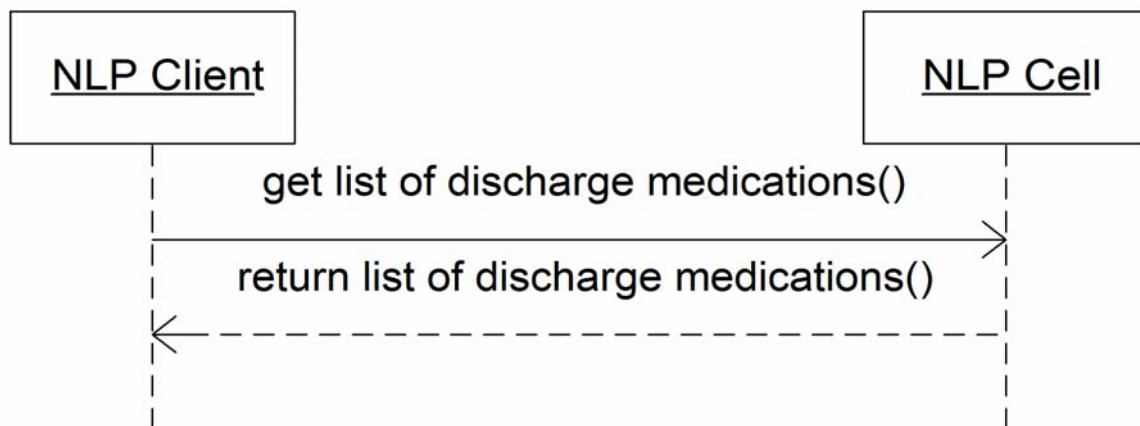 NLP Client
NLP Cell
get list of discharge medications()
return list of discharge medications()